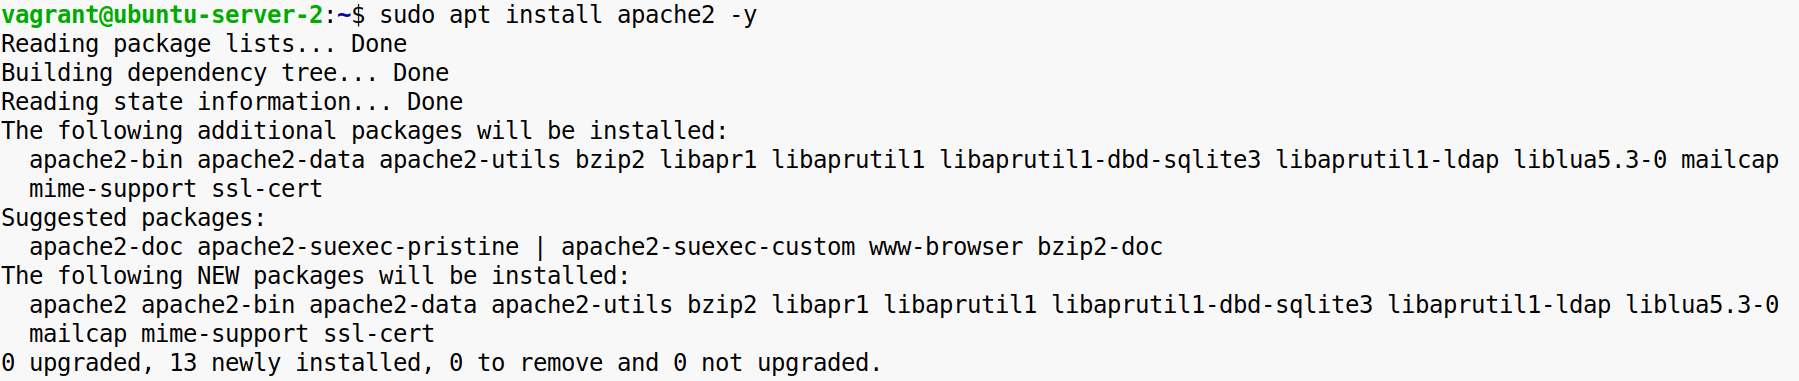 vagrant@ubuntu-server-2:~$ sudo apt install apache2 -y
Reading package lists... Done
Building dependency tree... Done
Reading state information... Done
The following additional packages will be installed:
  apache2-bin apache2-data apache2-utils bzip2 libapr1 libaprutil1 libaprutil1-dbd-sqlite3 libaprutil1-ldap liblua5.3-0 mailcap
  mime-support ssl-cert
Suggested packages:
  apache2-doc apache2-suexec-pristine | apache2-suexec-custom www-browser bzip2-doc
The following NEW packages will be installed:
  apache2 apache2-bin apache2-data apache2-utils bzip2 libapr1 libaprutil1 libaprutil1-dbd-sqlite3 libaprutil1-ldap liblua5.3-0
  mailcap mime-support ssl-cert
0 upgraded, 13 newly installed, 0 to remove and 0 not upgraded.